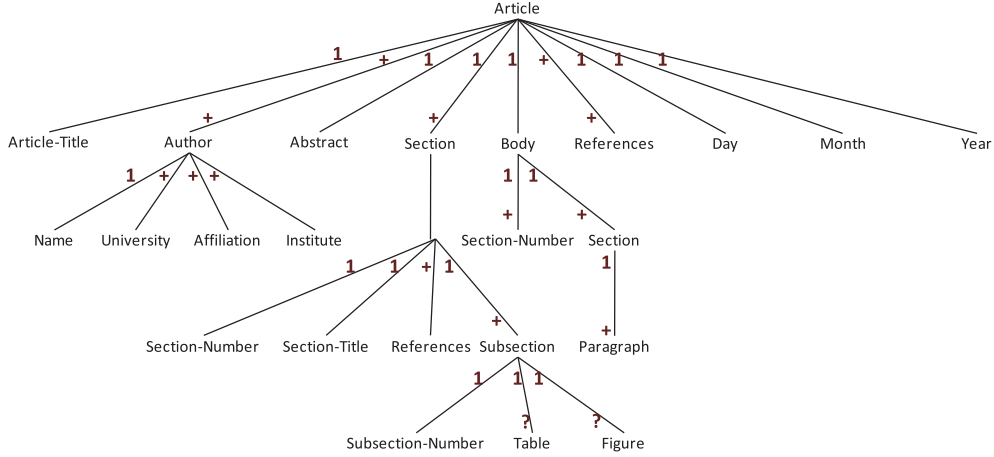 Article
1 + 1 1 1 + 1 1 1
+ + +
Article-Title Author Abstract Section Body References Day Month Year
1 + + + 1 1
+ +
Name University Affiliation Institute Section-Number Section
1 1 + 1 1
+ +
Section-Number Section-Title References Subsection Paragraph
1 1 1
? ?
Subsection-Number Table Figure